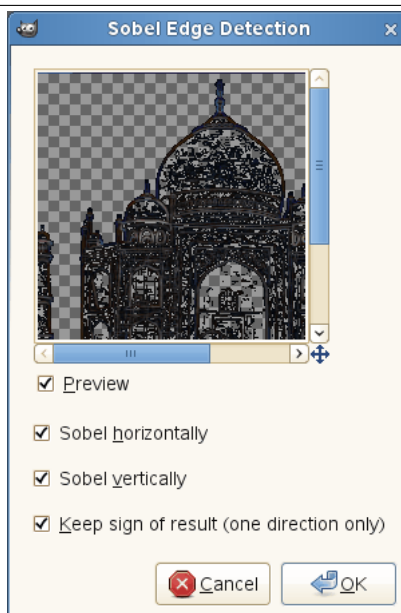 Sobel Edge Detection
Preview
Sobel horizontally
Sobel vertically
Keep sign of result (one direction only)
Cancel OK